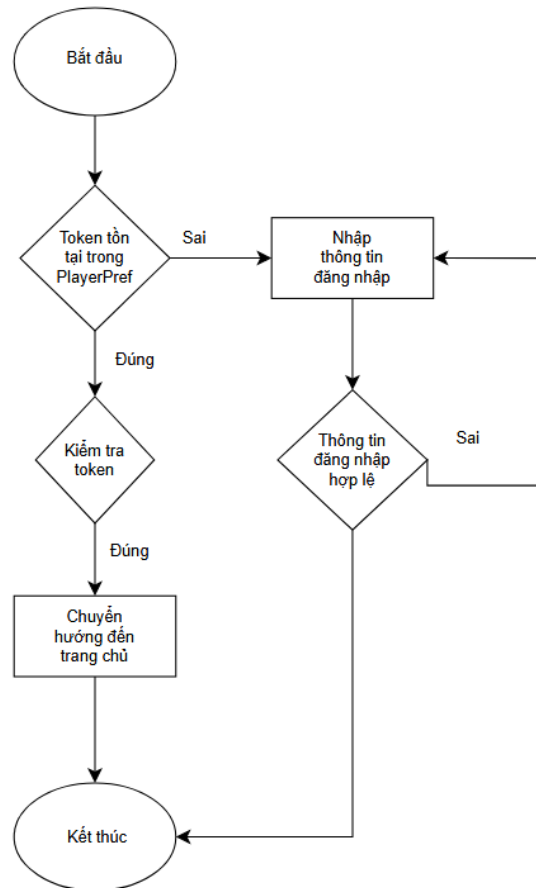 Bắt đầu
Token tồn
tại trong
PlayerPref
Sai
Nhập
thông tin
đăng nhập
Đúng
Kiểm tra
token
Thông tin
đăng nhập
hợp lệ
Sai
Đúng
Chuyển
hướng đến
trang chủ
Kết thúc